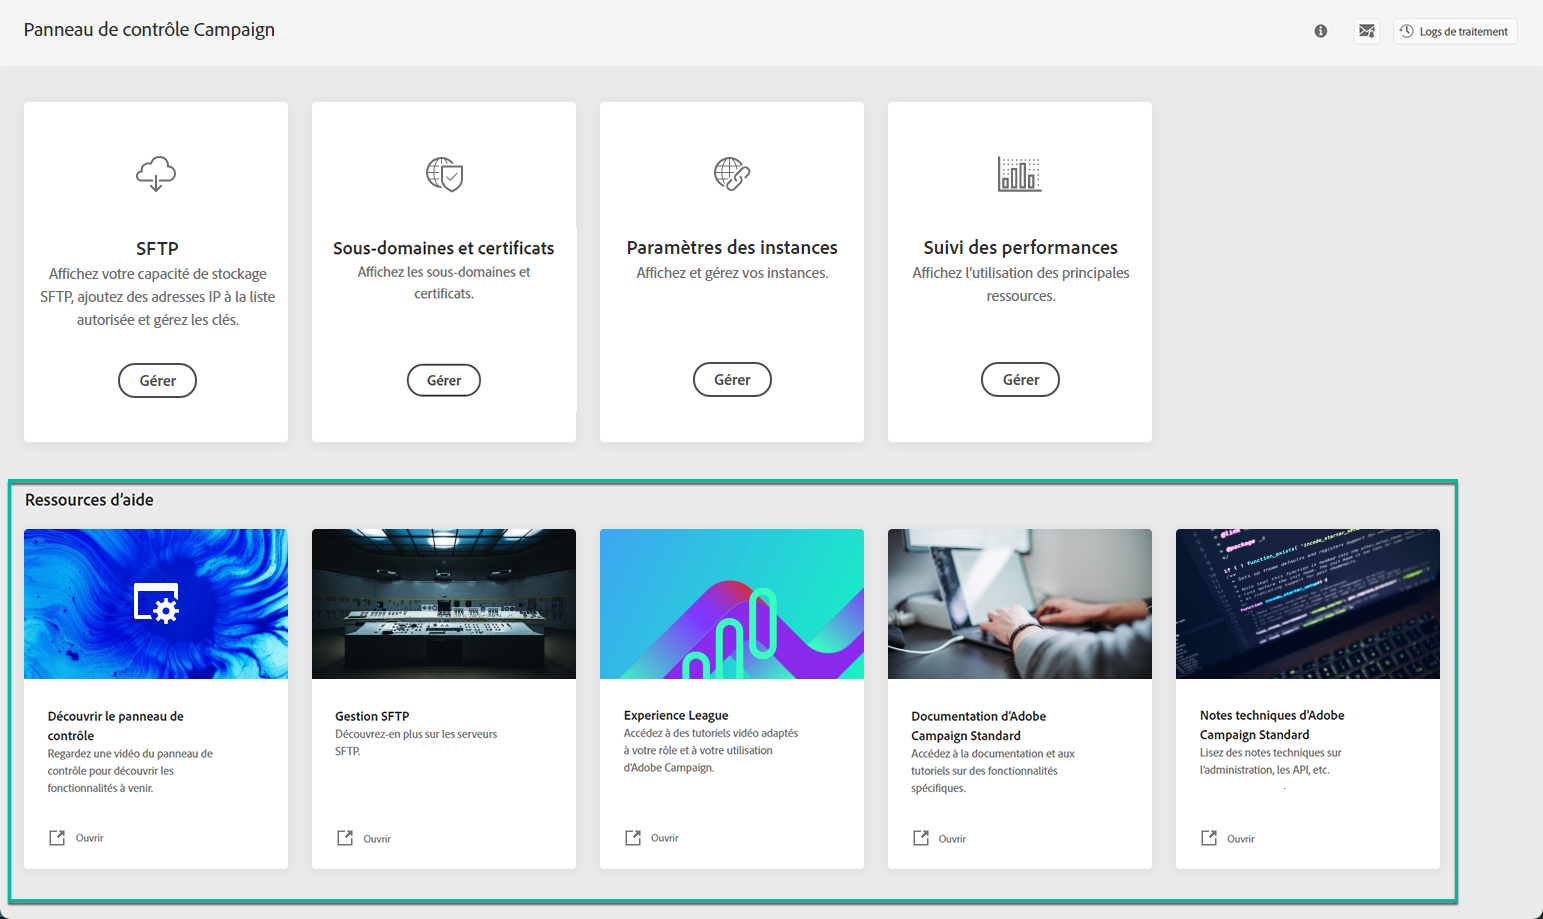 Panneau de contrôle Campaign
Logs de traitement
SFTP
Affichez votre capacité de stockage
SFTP, ajoutez des adresses IP à la liste
autorisée et gérez les clés.
Gérer
Sous-domaines et certificats
Affichez les sous-domaines et
certificats.
Gérer
Paramètres des instances
Affichez et gérez vos instances.
Gérer
Suivi des performances
Affichez l’utilisation des principales
ressources.
Gérer
Ressources d’aide
Découvrir le panneau de
contrôle
Regardez une vidéo du panneau de
contrôle pour découvrir les
fonctionnalités à venir.
Ouvrir
Gestion SFTP
Découvrez-en plus sur les serveurs
SFTP.
Ouvrir
Experience League
Accédez à des tutoriels vidéo adaptés
à votre rôle et à votre utilisation
d’Adobe Campaign.
Ouvrir
Documentation d’Adobe
Campaign Standard
Accédez à la documentation et aux
tutoriels sur des fonctionnalités
spécifiques.
Ouvrir
@link
@package
Notes techniques d’Adobe
Campaign Standard
Lisez des notes techniques sur
l’administration, les API, etc.
.
Ouvrir